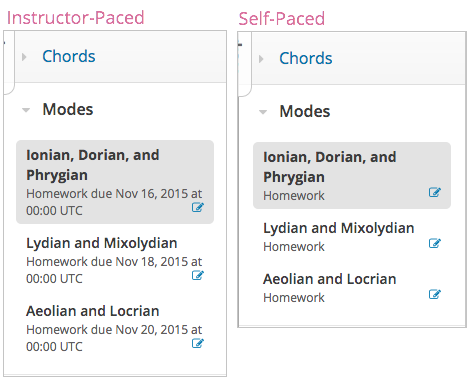 Instructor-Paced
Chords
Modes
Ionian, Dorian, and
Phrygian
Homework due Nov 16, 2015 at
00:00 UTC
Lydian and Mixolydian
Homework due Nov 18, 2015 at
00:00 UTC
Aeolian and Locrian
Homework due Nov 20, 2015 at
00:00 UTC
Self-Paced
Chords
Modes
Ionian, Dorian, and
Phrygian
Homework
Lydian and Mixolydian
Homework
Aeolian and Locrian
Homework